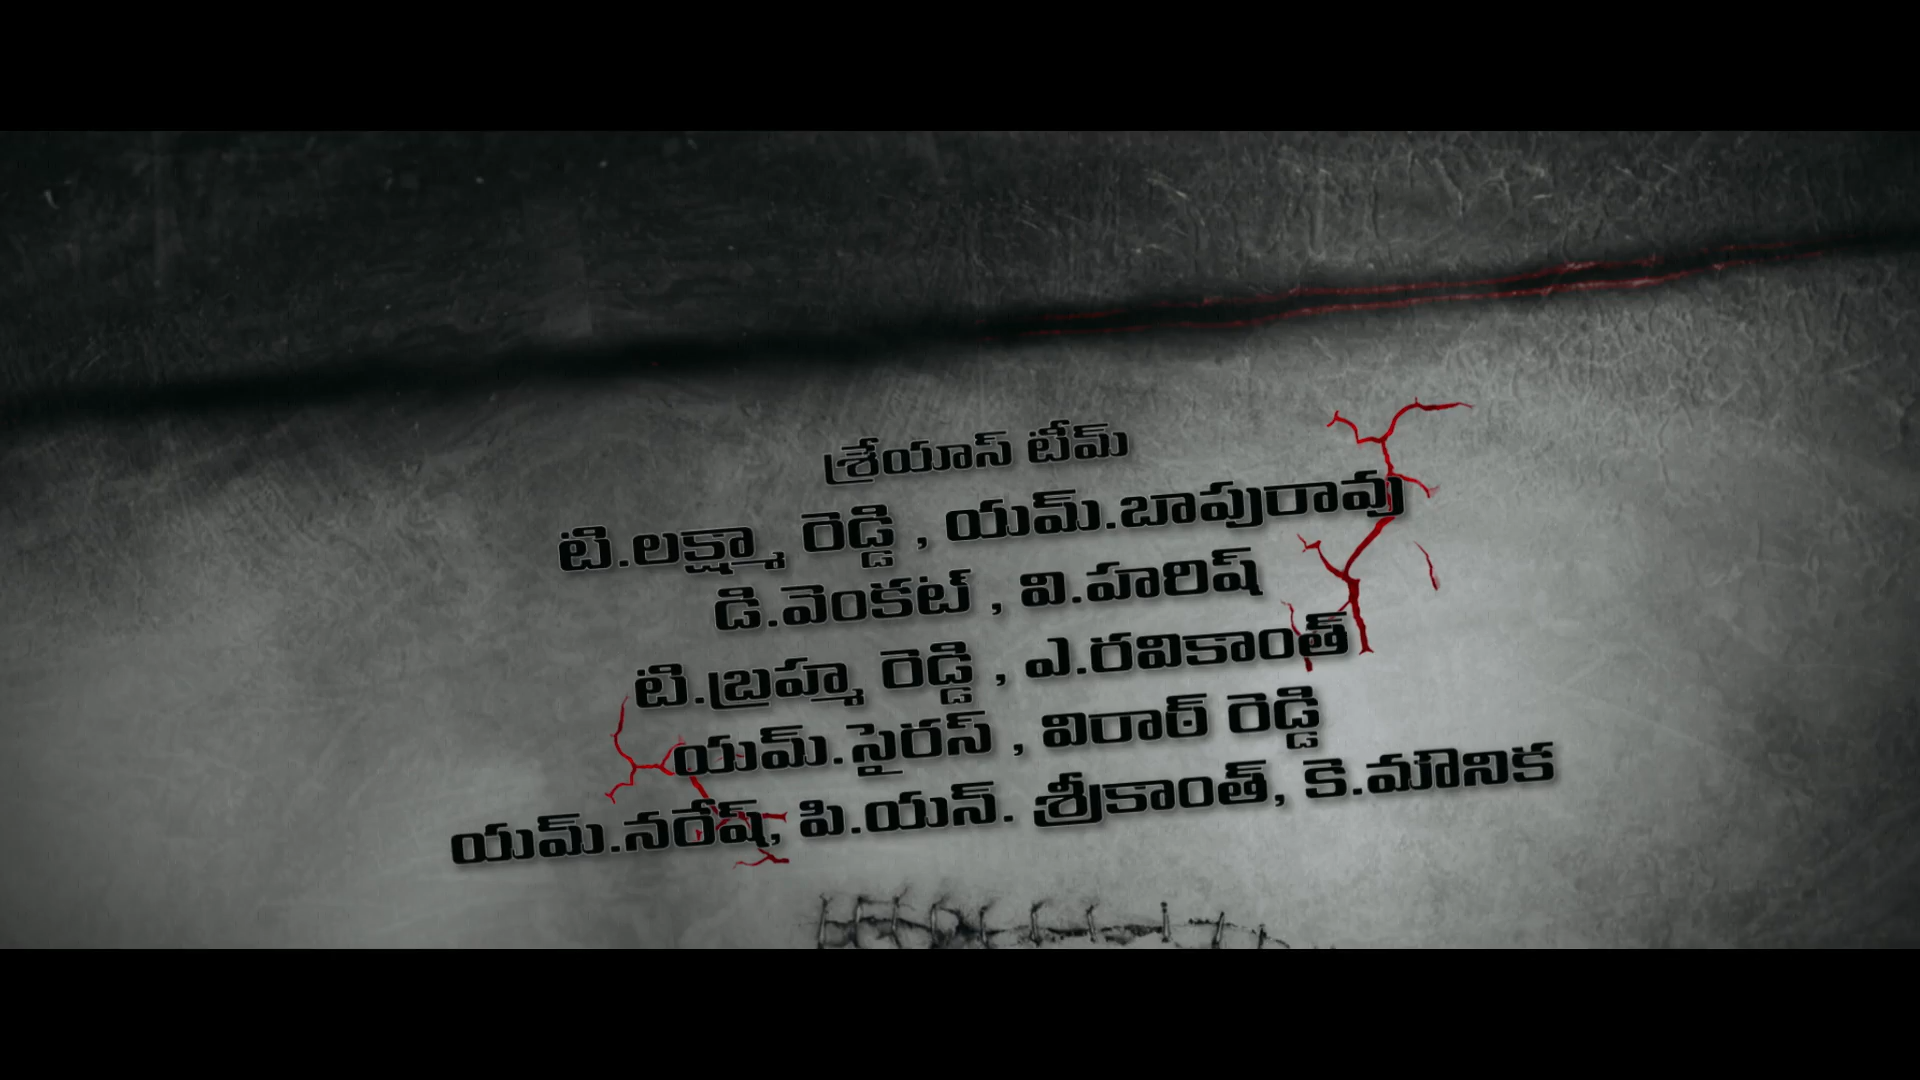 శ్రేయాస్ టీమ్
టి.లక్ష్మా రెడ్డి , యమ్.బాపురావు
డి.వెంకట్ , వి.హరిష్
టి.బ్రహ్మ రెడ్డి , ఎ.రవికాంత్
యమ్.సైరస్ , విరాఠ్ రెడ్డి
యమ్.నరేష్, పి.యన్. శ్రీకాంత్, కె.మౌనిక